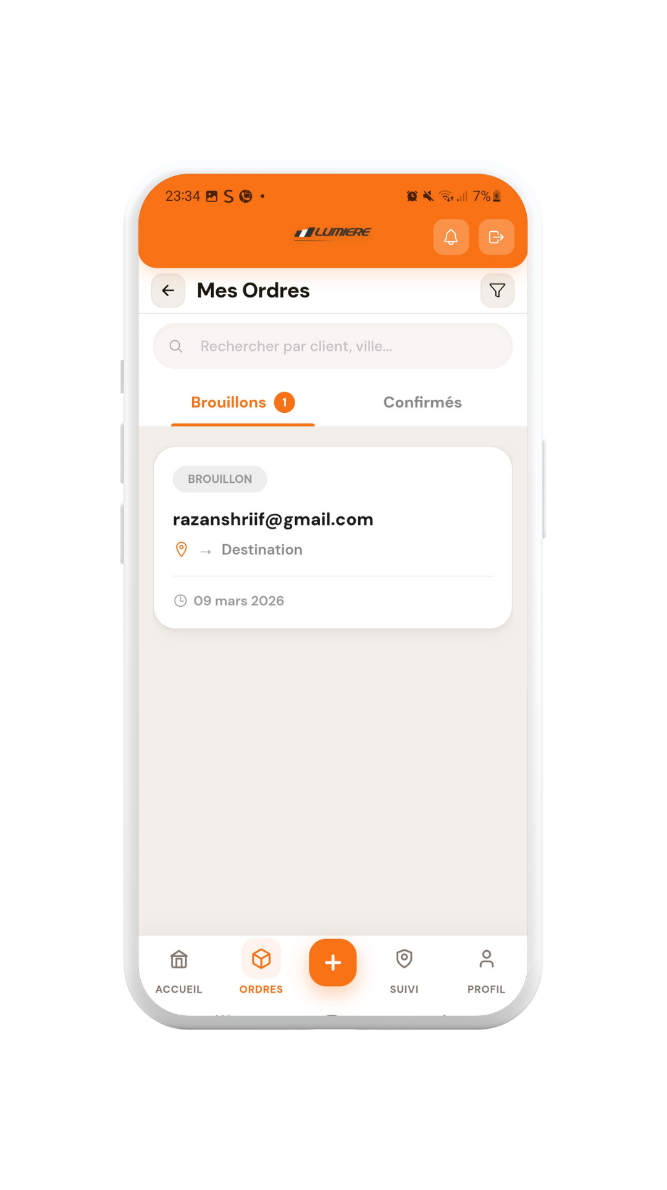 23:34 7%
LUMIERE
Mes Ordres
Rechercher par client, ville...
Brouillons 1 Confirmés
BROUILLON
razanshriif@gmail.com
→ Destination
09 mars 2026
ACCUEIL ORDRES + SUIVI PROFIL